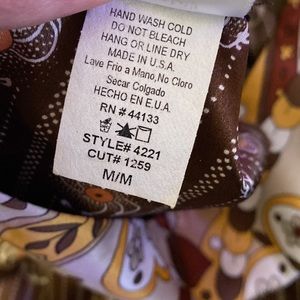 HAND WASH COLD
DO NOT BLEACH
HANG OR LINE DRY
MADE IN U.S.A.
Lave Frio a Mano, No Cloro
Secar Colgado
HECHO EN E.U.A.
RN # 44133
STYLE# 4221
CUT# 1259
M/M